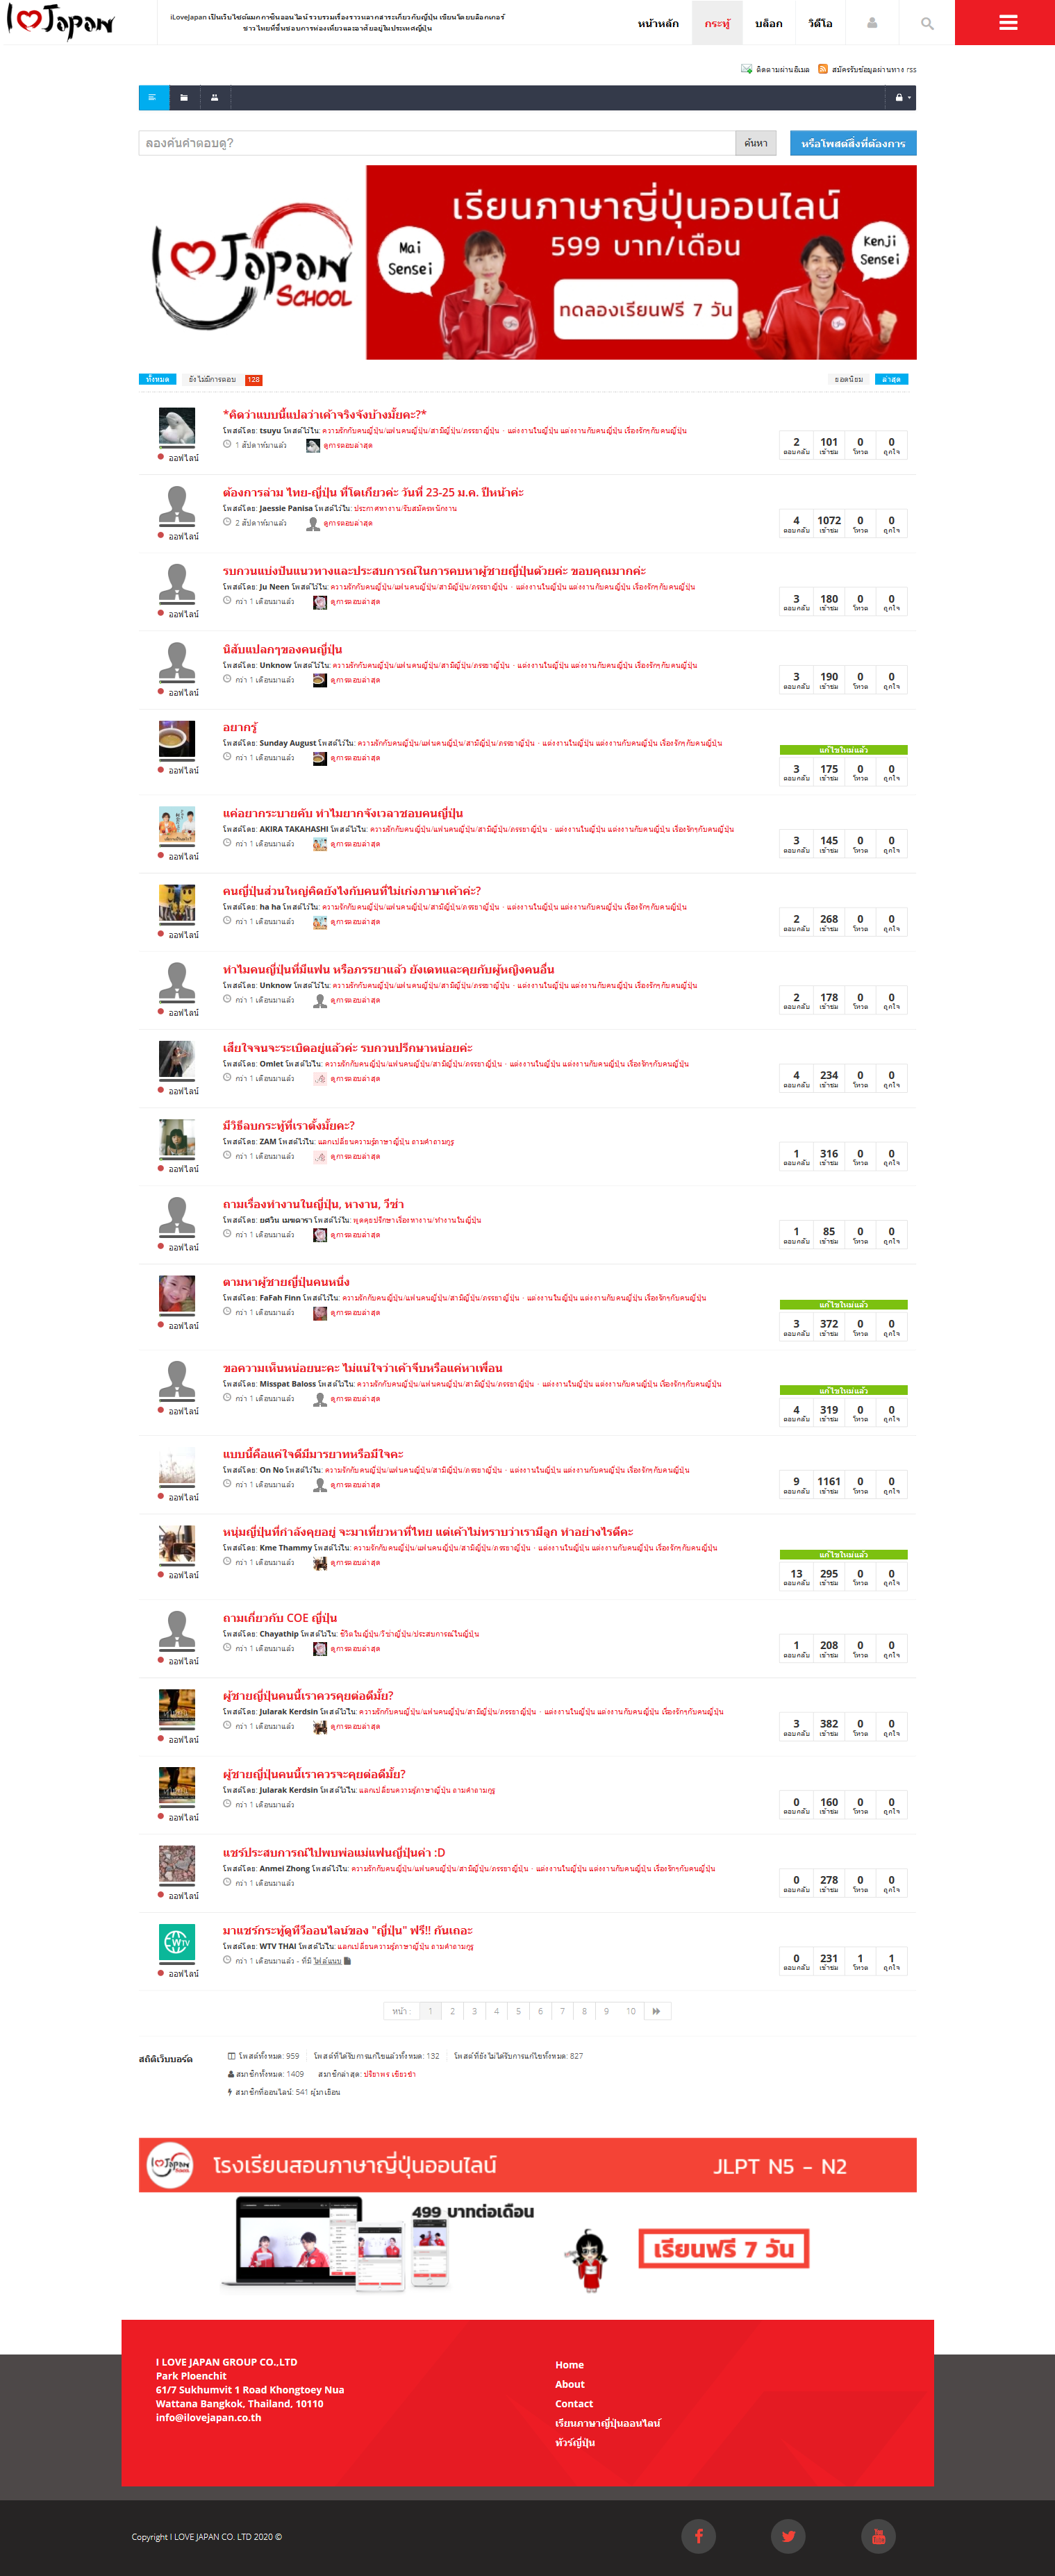 I Japan
iLoveJapan เป็นเว็บไซต์แมกกาซีนออนไลน์ รวบรวมเรื่องราวหลากสาระเกี่ยวกับญี่ปุ่น เขียนโดยบล็อกเกอร์
ชาวไทยที่ชื่นชอบการท่องเที่ยวและอาศัยอยู่ในประเทศญี่ปุ่น
หน้าหลัก กระทู้ บล็อก วิดีโอ
ติดตามผ่านอีเมล สมัครรับข้อมูลผ่านทาง rss
ลองค้นคำตอบดู? ค้นหา หรือโพสต์สิ่งที่ต้องการ
I Japan SCHOOL
เรียนภาษาญี่ปุ่นออนไลน์
599 บาท/เดือน
Mai Sensei
Kenji Sensei
ทดลองเรียนฟรี 7 วัน
ทั้งหมด ยังไม่มีการตอบ 128 ยอดนิยม ล่าสุด
*คิดว่าแบบนี้แปลว่าเค้าจริงจังบ้างมั้ยคะ?*
โพสต์โดย: tsuyu โพสต์ไว้ใน: ความรักกับคนญี่ปุ่น/แฟนคนญี่ปุ่น/สามีญี่ปุ่น/ภรรยาญี่ปุ่น - แต่งงานในญี่ปุ่น แต่งงานกับคนญี่ปุ่น เรื่องรักๆกับคนญี่ปุ่น
1 สัปดาห์มาแล้ว ดูการตอบล่าสุด
ออฟไลน์
2 101 0 0
ตอบกลับ เข้าชม โหวต ถูกใจ
ต้องการล่าม ไทย-ญี่ปุ่น ที่โตเกียวค่ะ วันที่ 23-25 ม.ค. ปีหน้าค่ะ
โพสต์โดย: Jaessie Panisa โพสต์ไว้ใน: ประกาศหางาน/รับสมัครพนักงาน
2 สัปดาห์มาแล้ว ดูการตอบล่าสุด
ออฟไลน์
4 1072 0 0
ตอบกลับ เข้าชม โหวต ถูกใจ
รบกวนแบ่งปันแนวทางและประสบการณ์ในการคบหาผู้ชายญี่ปุ่นด้วยค่ะ ขอบคุณมากค่ะ
โพสต์โดย: Ju Neen โพสต์ไว้ใน: ความรักกับคนญี่ปุ่น/แฟนคนญี่ปุ่น/สามีญี่ปุ่น/ภรรยาญี่ปุ่น - แต่งงานในญี่ปุ่น แต่งงานกับคนญี่ปุ่น เรื่องรักๆกับคนญี่ปุ่น
กว่า 1 เดือนมาแล้ว ดูการตอบล่าสุด
ออฟไลน์
3 180 0 0
ตอบกลับ เข้าชม โหวต ถูกใจ
นิสัยแปลกๆของคนญี่ปุ่น
โพสต์โดย: Unknow โพสต์ไว้ใน: ความรักกับคนญี่ปุ่น/แฟนคนญี่ปุ่น/สามีญี่ปุ่น/ภรรยาญี่ปุ่น - แต่งงานในญี่ปุ่น แต่งงานกับคนญี่ปุ่น เรื่องรักๆกับคนญี่ปุ่น
กว่า 1 เดือนมาแล้ว ดูการตอบล่าสุด
ออฟไลน์
3 190 0 0
ตอบกลับ เข้าชม โหวต ถูกใจ
อยากรู้
โพสต์โดย: Sunday August โพสต์ไว้ใน: ความรักกับคนญี่ปุ่น/แฟนคนญี่ปุ่น/สามีญี่ปุ่น/ภรรยาญี่ปุ่น - แต่งงานในญี่ปุ่น แต่งงานกับคนญี่ปุ่น เรื่องรักๆกับคนญี่ปุ่น
กว่า 1 เดือนมาแล้ว ดูการตอบล่าสุด
ออฟไลน์
แก้ไขใหม่แล้ว
3 175 0 0
ตอบกลับ เข้าชม โหวต ถูกใจ
แค่อยากระบายคับ ทำไมยากจังเวลาชอบคนญี่ปุ่น
โพสต์โดย: AKIRA TAKAHASHI โพสต์ไว้ใน: ความรักกับคนญี่ปุ่น/แฟนคนญี่ปุ่น/สามีญี่ปุ่น/ภรรยาญี่ปุ่น - แต่งงานในญี่ปุ่น แต่งงานกับคนญี่ปุ่น เรื่องรักๆกับคนญี่ปุ่น
กว่า 1 เดือนมาแล้ว ดูการตอบล่าสุด
ออฟไลน์
3 145 0 0
ตอบกลับ เข้าชม โหวต ถูกใจ
คนญี่ปุ่นส่วนใหญ่คิดยังไงกับคนที่ไม่เก่งภาษาเค้าค่ะ?
โพสต์โดย: ha ha โพสต์ไว้ใน: ความรักกับคนญี่ปุ่น/แฟนคนญี่ปุ่น/สามีญี่ปุ่น/ภรรยาญี่ปุ่น - แต่งงานในญี่ปุ่น แต่งงานกับคนญี่ปุ่น เรื่องรักๆกับคนญี่ปุ่น
กว่า 1 เดือนมาแล้ว ดูการตอบล่าสุด
ออฟไลน์
2 268 0 0
ตอบกลับ เข้าชม โหวต ถูกใจ
ทำไมคนญี่ปุ่นที่มีแฟน หรือภรรยาแล้ว ยังเดทและคุยกับผู้หญิงคนอื่น
โพสต์โดย: Unknow โพสต์ไว้ใน: ความรักกับคนญี่ปุ่น/แฟนคนญี่ปุ่น/สามีญี่ปุ่น/ภรรยาญี่ปุ่น - แต่งงานในญี่ปุ่น แต่งงานกับคนญี่ปุ่น เรื่องรักๆกับคนญี่ปุ่น
กว่า 1 เดือนมาแล้ว ดูการตอบล่าสุด
ออฟไลน์
2 178 0 0
ตอบกลับ เข้าชม โหวต ถูกใจ
เสียใจจนจะระเบิดอยู่แล้วค่ะ รบกวนปรึกษาหน่อยค่ะ
โพสต์โดย: Omlet โพสต์ไว้ใน: ความรักกับคนญี่ปุ่น/แฟนคนญี่ปุ่น/สามีญี่ปุ่น/ภรรยาญี่ปุ่น - แต่งงานในญี่ปุ่น แต่งงานกับคนญี่ปุ่น เรื่องรักๆกับคนญี่ปุ่น
กว่า 1 เดือนมาแล้ว ดูการตอบล่าสุด
ออฟไลน์
4 234 0 0
ตอบกลับ เข้าชม โหวต ถูกใจ
มีวิธีลบกระทู้ที่เราตั้งมั้ยคะ?
โพสต์โดย: ZAM โพสต์ไว้ใน: แลกเปลี่ยนความรู้ภาษาญี่ปุ่น ถามคำถามกูรู
กว่า 1 เดือนมาแล้ว ดูการตอบล่าสุด
ออฟไลน์
1 316 0 0
ตอบกลับ เข้าชม โหวต ถูกใจ
ถามเรื่องทำงานในญี่ปุ่น, หางาน, วีซ่า
โพสต์โดย: ยศวิน เมฆดารา โพสต์ไว้ใน: พูดคุยปรึกษาเรื่องหางาน/ทำงานในญี่ปุ่น
กว่า 1 เดือนมาแล้ว ดูการตอบล่าสุด
ออฟไลน์
1 85 0 0
ตอบกลับ เข้าชม โหวต ถูกใจ
ตามหาผู้ชายญี่ปุ่นคนหนึ่ง
โพสต์โดย: FaFah Finn โพสต์ไว้ใน: ความรักกับคนญี่ปุ่น/แฟนคนญี่ปุ่น/สามีญี่ปุ่น/ภรรยาญี่ปุ่น - แต่งงานในญี่ปุ่น แต่งงานกับคนญี่ปุ่น เรื่องรักๆกับคนญี่ปุ่น
กว่า 1 เดือนมาแล้ว ดูการตอบล่าสุด
ออฟไลน์
แก้ไขใหม่แล้ว
3 372 0 0
ตอบกลับ เข้าชม โหวต ถูกใจ
ขอความเห็นหน่อยนะคะ ไม่แน่ใจว่าเค้าจีบหรือแค่หาเพื่อน
โพสต์โดย: Misspat Baloss โพสต์ไว้ใน: ความรักกับคนญี่ปุ่น/แฟนคนญี่ปุ่น/สามีญี่ปุ่น/ภรรยาญี่ปุ่น - แต่งงานในญี่ปุ่น แต่งงานกับคนญี่ปุ่น เรื่องรักๆกับคนญี่ปุ่น
กว่า 1 เดือนมาแล้ว ดูการตอบล่าสุด
ออฟไลน์
แก้ไขใหม่แล้ว
4 319 0 0
ตอบกลับ เข้าชม โหวต ถูกใจ
แบบนี้คือแค่ใจดีมีมารยาทหรือมีใจคะ
โพสต์โดย: On No โพสต์ไว้ใน: ความรักกับคนญี่ปุ่น/แฟนคนญี่ปุ่น/สามีญี่ปุ่น/ภรรยาญี่ปุ่น - แต่งงานในญี่ปุ่น แต่งงานกับคนญี่ปุ่น เรื่องรักๆกับคนญี่ปุ่น
กว่า 1 เดือนมาแล้ว ดูการตอบล่าสุด
ออฟไลน์
9 1161 0 0
ตอบกลับ เข้าชม โหวต ถูกใจ
หนุ่มญี่ปุ่นที่กำลังคุยอยู่ จะมาเที่ยวหาที่ไทย แต่เค้าไม่ทราบว่าเรามีลูก ทำอย่างไรดีคะ
โพสต์โดย: Kme Thammy โพสต์ไว้ใน: ความรักกับคนญี่ปุ่น/แฟนคนญี่ปุ่น/สามีญี่ปุ่น/ภรรยาญี่ปุ่น - แต่งงานในญี่ปุ่น แต่งงานกับคนญี่ปุ่น เรื่องรักๆกับคนญี่ปุ่น
กว่า 1 เดือนมาแล้ว ดูการตอบล่าสุด
ออฟไลน์
แก้ไขใหม่แล้ว
13 295 0 0
ตอบกลับ เข้าชม โหวต ถูกใจ
ถามเกี่ยวกับ COE ญี่ปุ่น
โพสต์โดย: Chayathip โพสต์ไว้ใน: ชีวิตในญี่ปุ่น/วีซ่าญี่ปุ่น/ประสบการณ์ในญี่ปุ่น
กว่า 1 เดือนมาแล้ว ดูการตอบล่าสุด
ออฟไลน์
1 208 0 0
ตอบกลับ เข้าชม โหวต ถูกใจ
ผู้ชายญี่ปุ่นคนนี้เราควรคุยต่อดีมั้ย?
โพสต์โดย: Jularak Kerdsin โพสต์ไว้ใน: ความรักกับคนญี่ปุ่น/แฟนคนญี่ปุ่น/สามีญี่ปุ่น/ภรรยาญี่ปุ่น - แต่งงานในญี่ปุ่น แต่งงานกับคนญี่ปุ่น เรื่องรักๆกับคนญี่ปุ่น
กว่า 1 เดือนมาแล้ว ดูการตอบล่าสุด
ออฟไลน์
3 382 0 0
ตอบกลับ เข้าชม โหวต ถูกใจ
ผู้ชายญี่ปุ่นคนนี้เราควรจะคุยต่อดีมั้ย?
โพสต์โดย: Jularak Kerdsin โพสต์ไว้ใน: แลกเปลี่ยนความรู้ภาษาญี่ปุ่น ถามคำถามกูรู
กว่า 1 เดือนมาแล้ว
ออฟไลน์
0 160 0 0
ตอบกลับ เข้าชม โหวต ถูกใจ
แชร์ประสบการณ์ไปพบพ่อแม่แฟนญี่ปุ่นค่ำ :D
โพสต์โดย: Anmei Zhong โพสต์ไว้ใน: ความรักกับคนญี่ปุ่น/แฟนคนญี่ปุ่น/สามีญี่ปุ่น/ภรรยาญี่ปุ่น - แต่งงานในญี่ปุ่น แต่งงานกับคนญี่ปุ่น เรื่องรักๆกับคนญี่ปุ่น
กว่า 1 เดือนมาแล้ว
ออฟไลน์
0 278 0 0
ตอบกลับ เข้าชม โหวต ถูกใจ
มาแชร์กระทู้ดูทีวีออนไลน์ของ "ญี่ปุ่น" ฟรี!! กันเถอะ
โพสต์โดย: WTV THAI โพสต์ไว้ใน: แลกเปลี่ยนความรู้ภาษาญี่ปุ่น ถามคำถามกูรู
กว่า 1 เดือนมาแล้ว - ที่มี ไฟล์แนบ
ออฟไลน์
0 231 1 1
ตอบกลับ เข้าชม โหวต ถูกใจ
หน้า : 1 2 3 4 5 6 7 8 9 10
สถิติเว็บบอร์ด
โพสต์ทั้งหมด: 959 โพสต์ที่ได้รับการแก้ไขแล้วทั้งหมด: 132 โพสต์ที่ยังไม่ได้รับการแก้ไขทั้งหมด: 827
สมาชิกทั้งหมด: 1409 สมาชิกล่าสุด: ปริยาพร เขียวขำ
สมาชิกที่ออนไลน์: 541 ผู้มาเยือน
โรงเรียนสอนภาษาญี่ปุ่นออนไลน์ JLPT N5 - N2
499 บาทต่อเดือน
เรียนฟรี 7 วัน
I LOVE JAPAN GROUP CO.,LTD
Park Ploenchit
61/7 Sukhumvit 1 Road Khongtoey Nua
Wattana Bangkok, Thailand, 10110
info@ilovejapan.co.th
Home
About
Contact
เรียนภาษาญี่ปุ่นออนไลน์
ทัวร์ญี่ปุ่น
Copyright I LOVE JAPAN CO. LTD 2020 ©